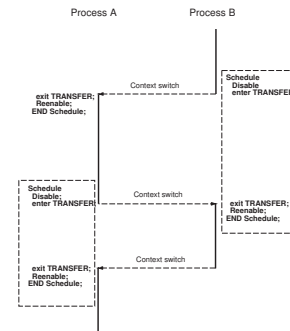 Process A
Process B
Schedule
Disable
enter TRANSFER
Context switch
exit TRANSFER;
Reenable;
END Schedule;
Schedule
Disable;
enter TRANSFER
Context switch
exit TRANSFER;
Reenable;
END Schedule;
Context switch
exit TRANSFER;
Reenable;
END Schedule;